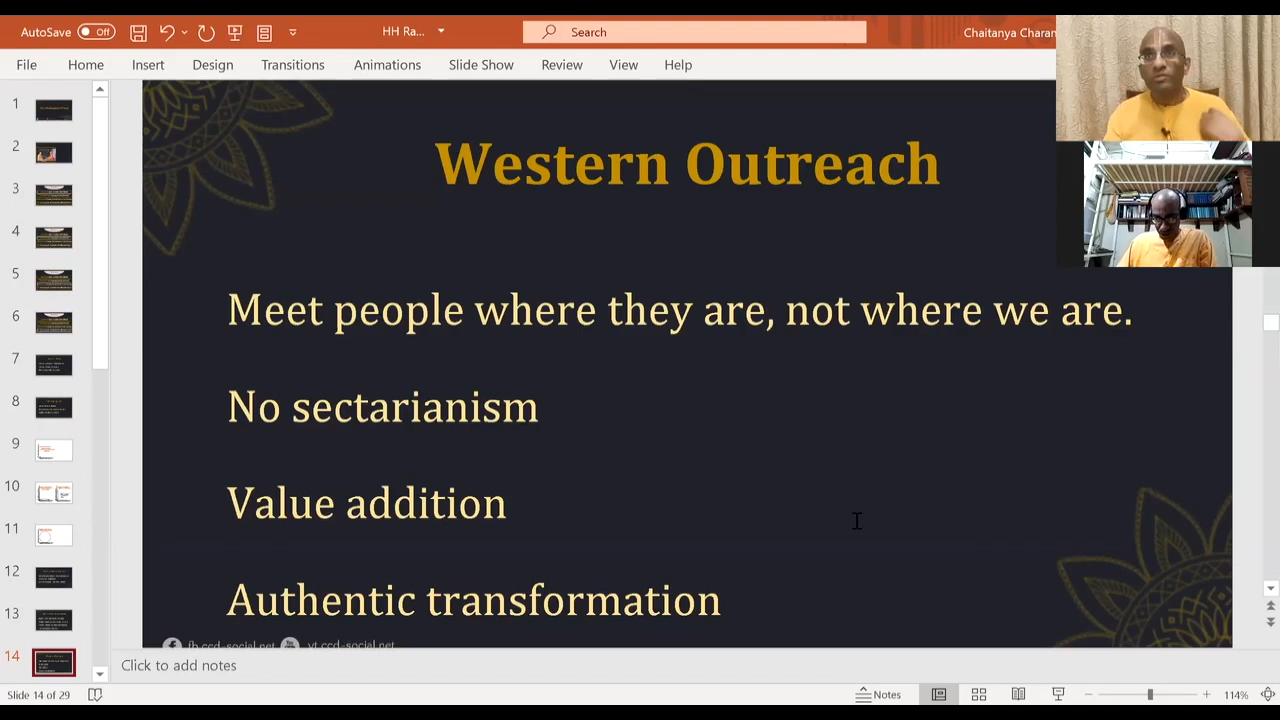 AutoSave Off HH Ra... Search Chaitanya Charan
File Home Insert Design Transitions Animations Slide Show Review View Help
1
2
3
4
5
6
7
8
9
10
11
12
13
14
Western Outreach
Meet people where they are, not where we are.
No sectarianism
Value addition
Authentic transformation
fb.ccd-social.net yt.ccd-social.net
Click to add notes
Slide 14 of 29 Notes 114%